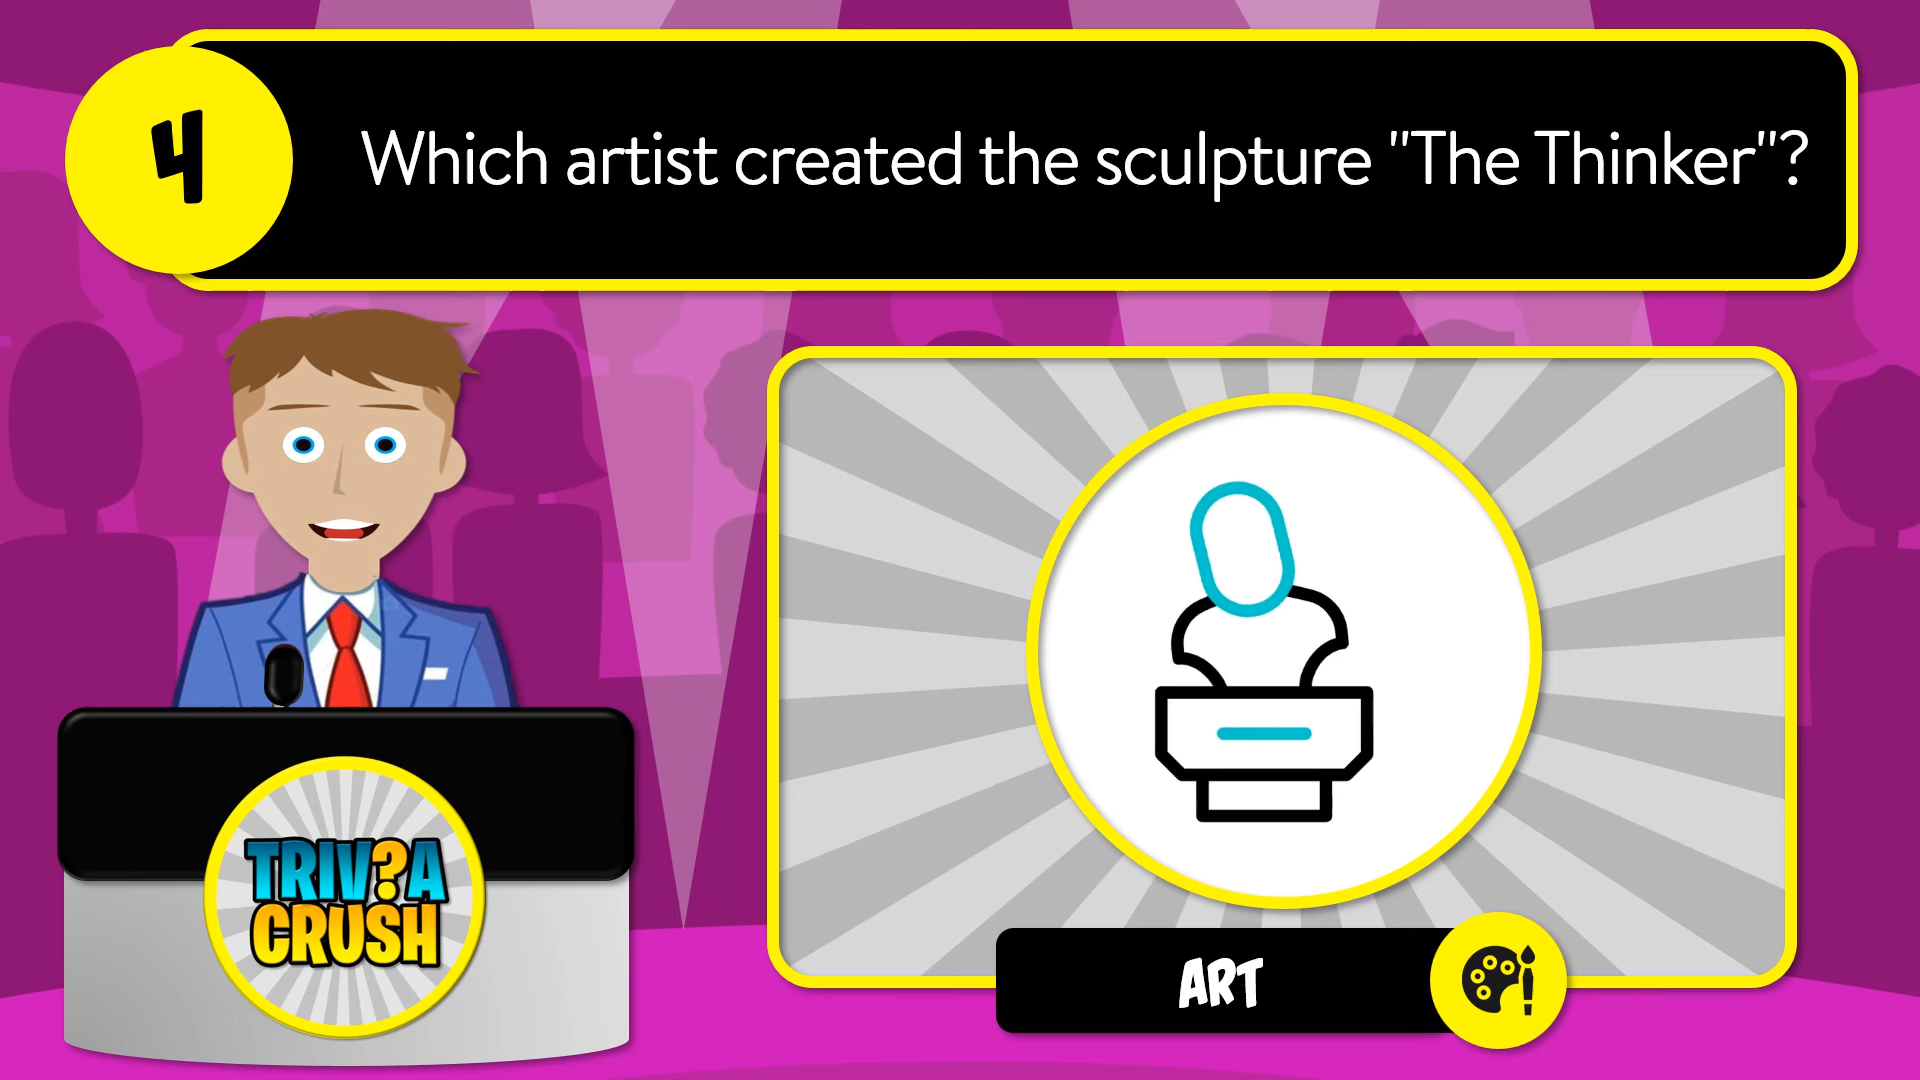 4
Which artist created the sculpture "The Thinker"?
TRIV?A
CRUSH
ART